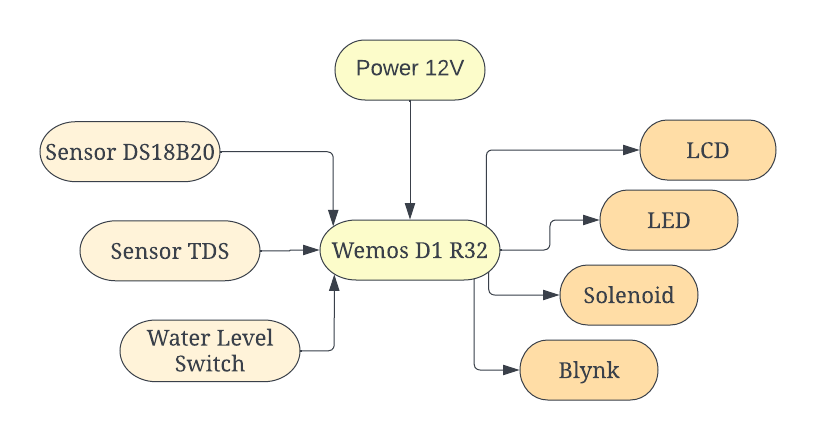 Power 12V
Sensor DS18B20
LCD
LED
Sensor TDS
Wemos D1 R32
Solenoid
Water Level
Switch
Blynk